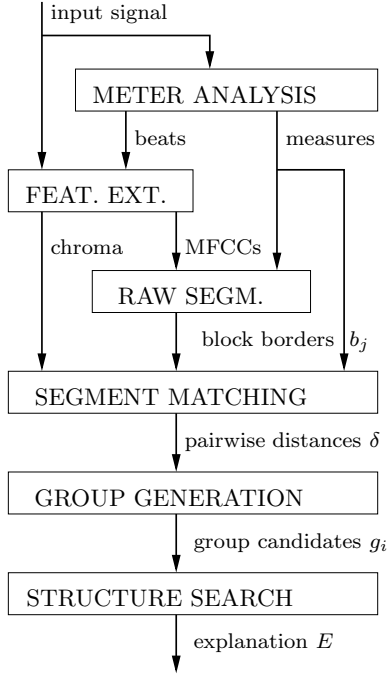 input signal
METER ANALYSIS
beats
measures
FEAT. EXT.
chroma
MFCCs
RAW SEGM.
block borders b_j
SEGMENT MATCHING
pairwise distances δ
GROUP GENERATION
group candidates g_i
STRUCTURE SEARCH
explanation E